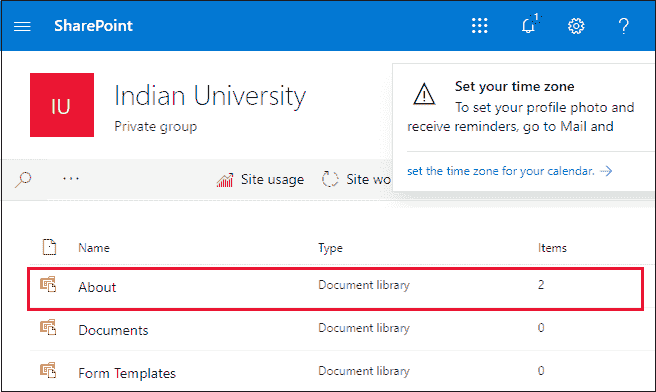 SharePoint
1
?
IU
Indian University
Private group
Set your time zone
To set your profile photo and
receive reminders, go to Mail and
set the time zone for your calendar.
...
Site usage
Site wo
Name Type Items
About Document library 2
Documents Document library 0
Form Templates Document library 0